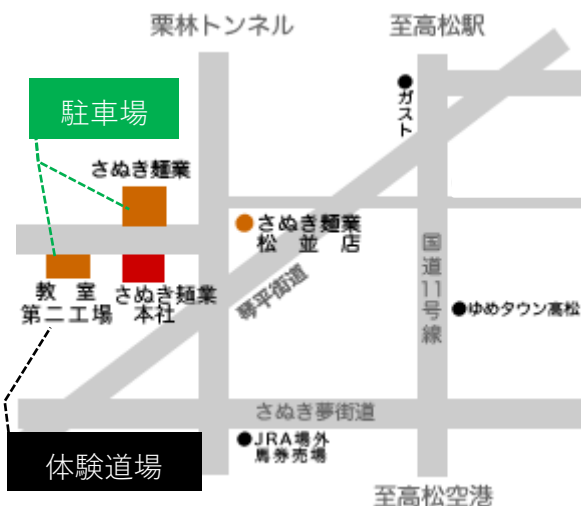 栗林トンネル
至高松駅
ガスト
駐車場
さぬき麺業
さぬき麺業
松並店
国道11号線
教室
第二工場
さぬき麺業
本社
琴平街道
ゆめタウン高松
さぬき夢街道
JRA場外
馬券売場
体験道場
至高松空港